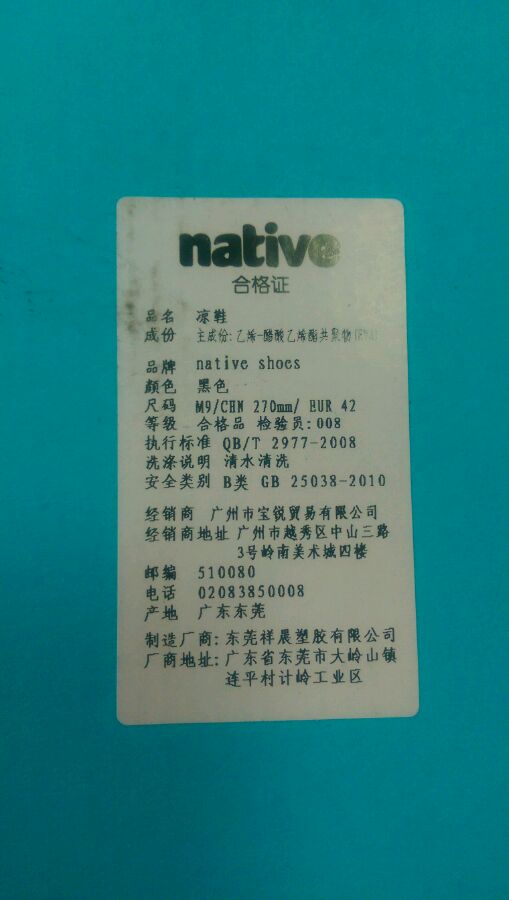 native
合格证
品名 凉鞋
成份 主成份:乙烯-醋酸乙烯酯共聚物(EVA)
品牌 native shoes
颜色 黑色
尺码 M9/CHN 270mm/ EUR 42
等级 合格品 检验员:008
执行标准 QB/T 2977-2008
洗涤说明 清水清洗
安全类别 B类 GB 25038-2010
经销商 广州市宝锐贸易有限公司
经销商地址 广州市越秀区中山三路
3号岭南美术城四楼
邮编 510080
电话 02083850008
产地 广东东莞
制造厂商:东莞祥晨塑胶有限公司
厂商地址:广东省东莞市大岭山镇
连平村计岭工业区